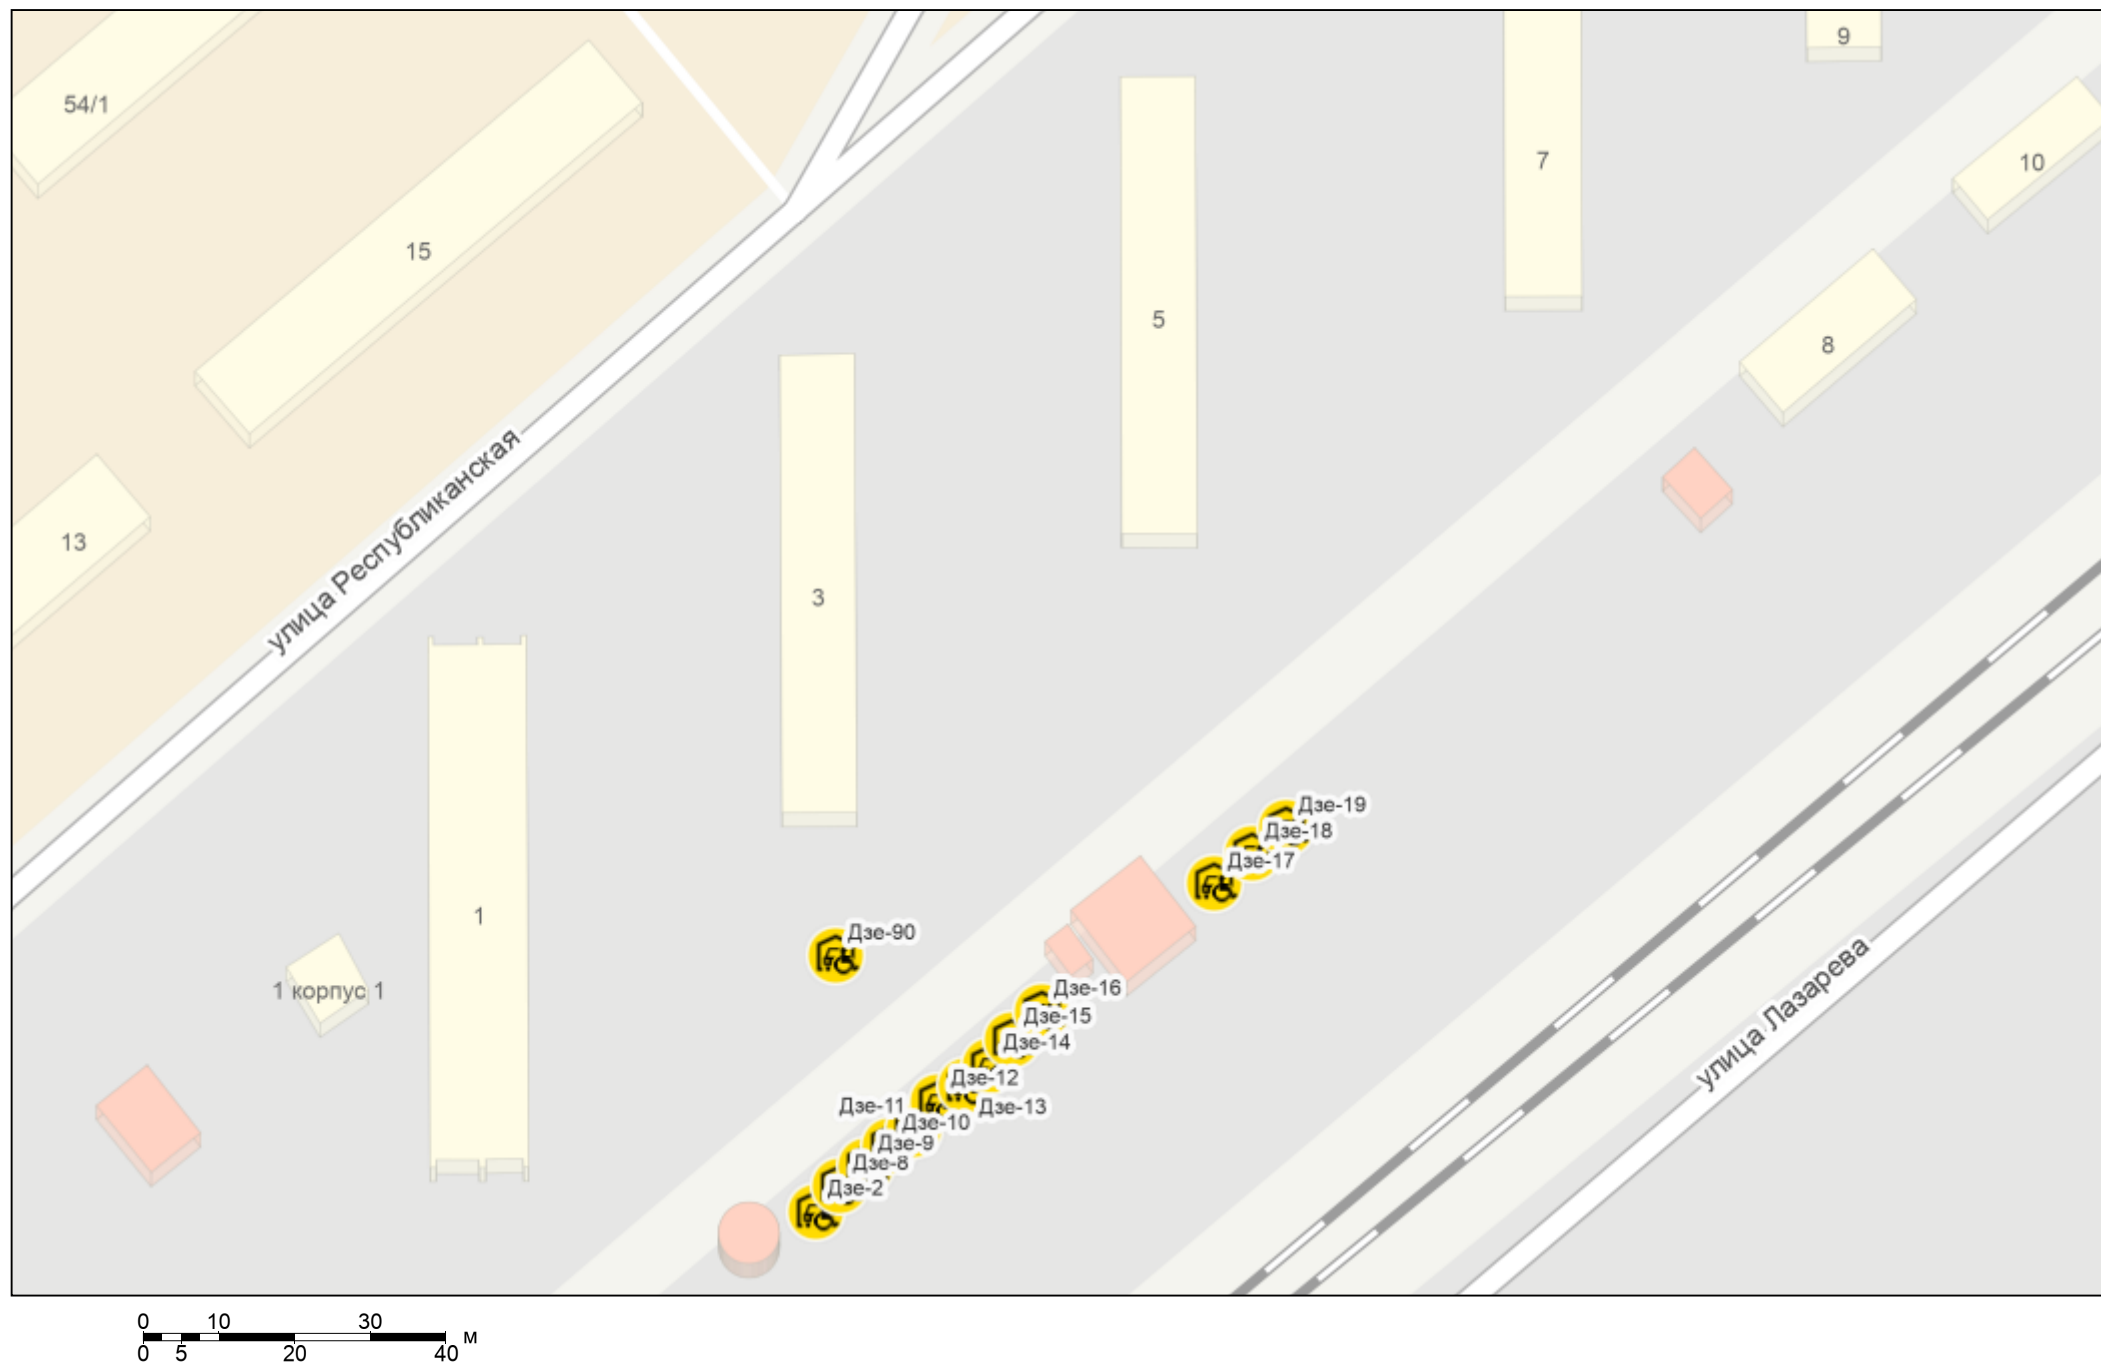 9
54/1
7
10
15
5
8
улица Республиканская
13
3
Дзе-19
Дзе-18
Дзе-17
1
Дзе-90
1 корпус 1
Дзе-16
Дзе-15
Дзе-14
улица Лазарева
Дзе-12
Дзе-11
Дзе-13
Дзе-10
Дзе-9
Дзе-8
Дзе-2
0 10 30
м
0 5 20 40